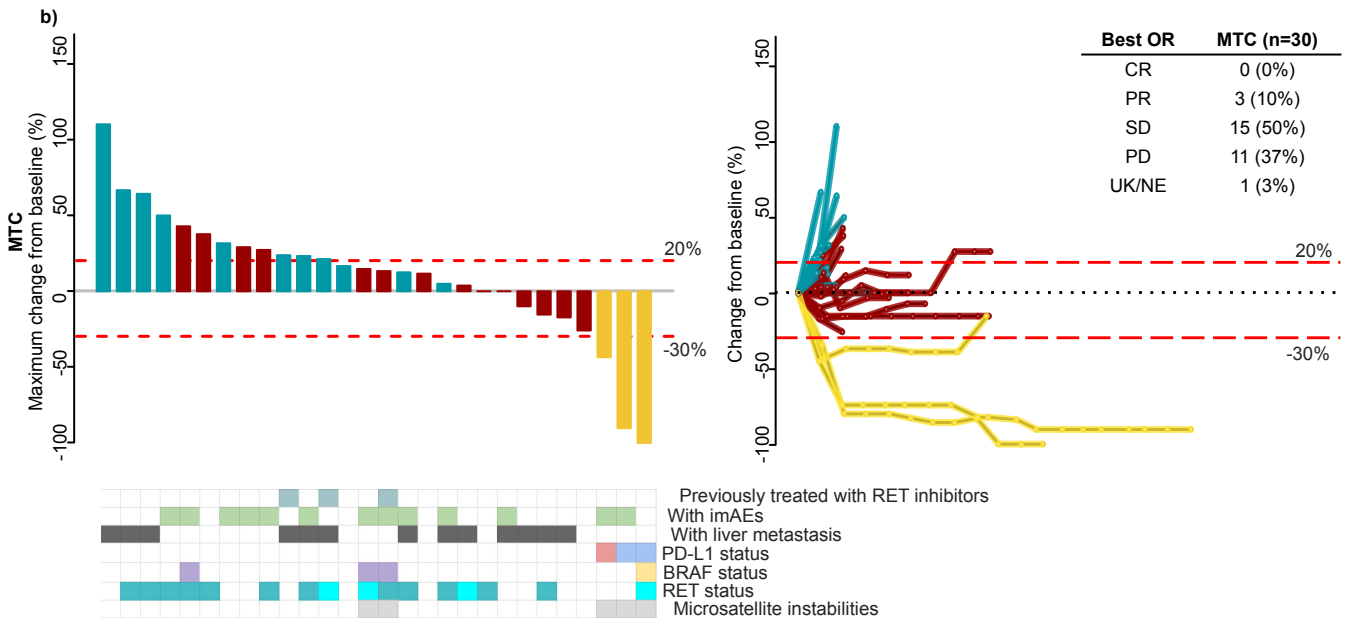 b)
MTC
Maximum change from baseline (%)
150
100
50
0
-50
-100
20%
-30%
Change from baseline (%)
150
100
50
0
-50
-100
20%
-30%
Best OR MTC (n=30)
CR 0 (0%)
PR 3 (10%)
SD 15 (50%)
PD 11 (37%)
UK/NE 1 (3%)
Previously treated with RET inhibitors
With imAEs
With liver metastasis
PD-L1 status
BRAF status
RET status
Microsatellite instabilities